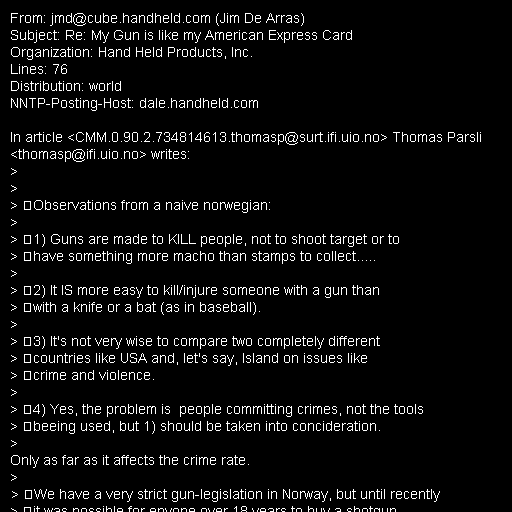 From: jmd@cube.handheld.com (Jim De Arras)
Subject: Re: My Gun is like my American Express Card
Organization: Hand Held Products, Inc.
Lines: 76
Distribution: world
NNTP-Posting-Host: dale.handheld.com

In article <CMM.0.90.2.734814613.thomasp@surt.ifi.uio.no> Thomas Parsli
<thomasp@ifi.uio.no> writes:
>
>
> Observations from a naive norwegian:
>
> 1) Guns are made to KILL people, not to shoot target or to
> have something more macho than stamps to collect.....
>
> 2) It IS more easy to kill/injure someone with a gun than
> with a knife or a bat (as in baseball).
>
> 3) It's not very wise to compare two completely different
> countries like USA and, let's say, Island on issues like
> crime and violence.
>
> 4) Yes, the problem is  people committing crimes, not the tools
> beeing used, but 1) should be taken into concideration.
>
Only as far as it affects the crime rate.
>
> We have a very strict gun-legislation in Norway, but until recently
> it was possible for enyone over 18 years to buy a shotgun